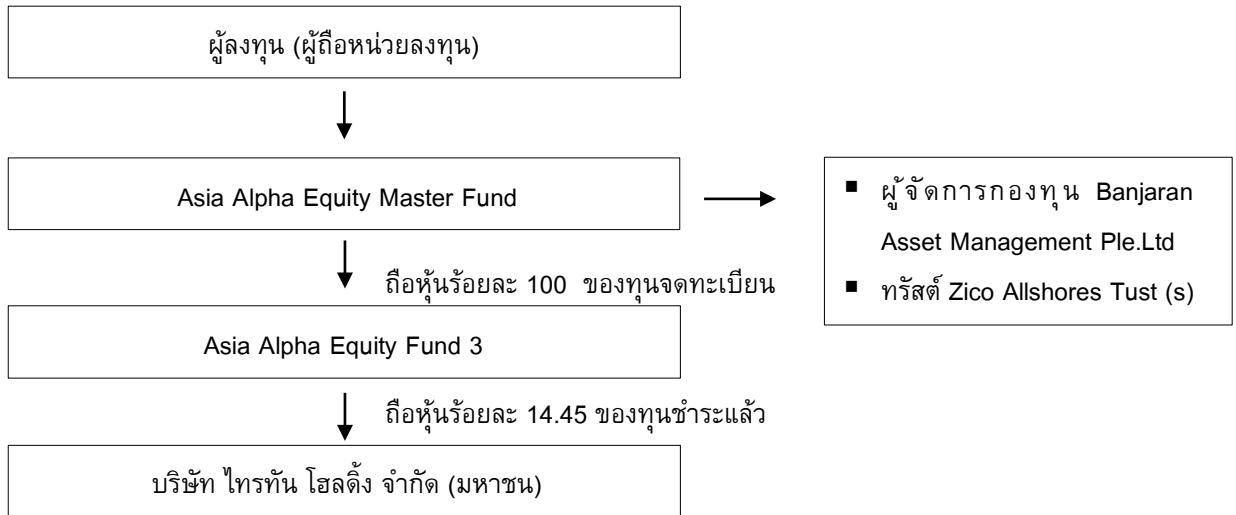 ผู้ลงทุน (ผู้ถือหน่วยลงทุน)
Asia Alpha Equity Master Fund
■ ผู้จัดการกองทุน Banjaran
Asset Management Ple.Ltd
■ ทรัสต์ Zico Allshores Tust (s)
ถือหุ้นร้อยละ 100 ของทุนจดทะเบียน
Asia Alpha Equity Fund 3
ถือหุ้นร้อยละ 14.45 ของทุนชำระแล้ว
บริษัท ไทรทัน โฮลดิ้ง จำกัด (มหาชน)